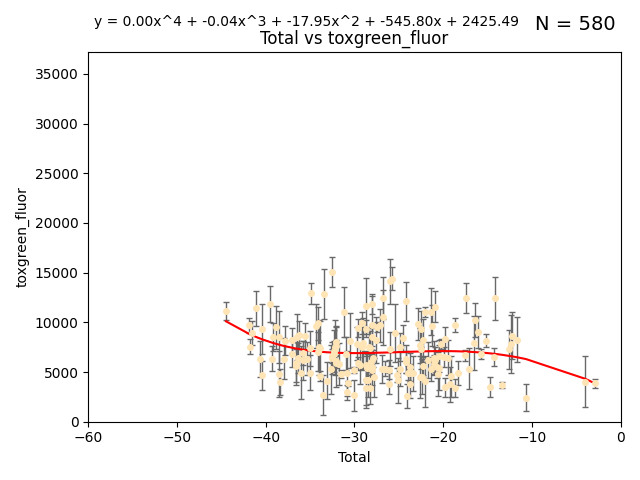 y = 0.00x^4 + -0.04x^3 + -17.95x^2 + -545.80x + 2425.49 N = 580
Total vs toxgreen_fluor
35000
30000
25000
20000
15000
10000
5000
0
toxgreen_fluor
−60 −50 −40 −30 −20 −10 0
Total